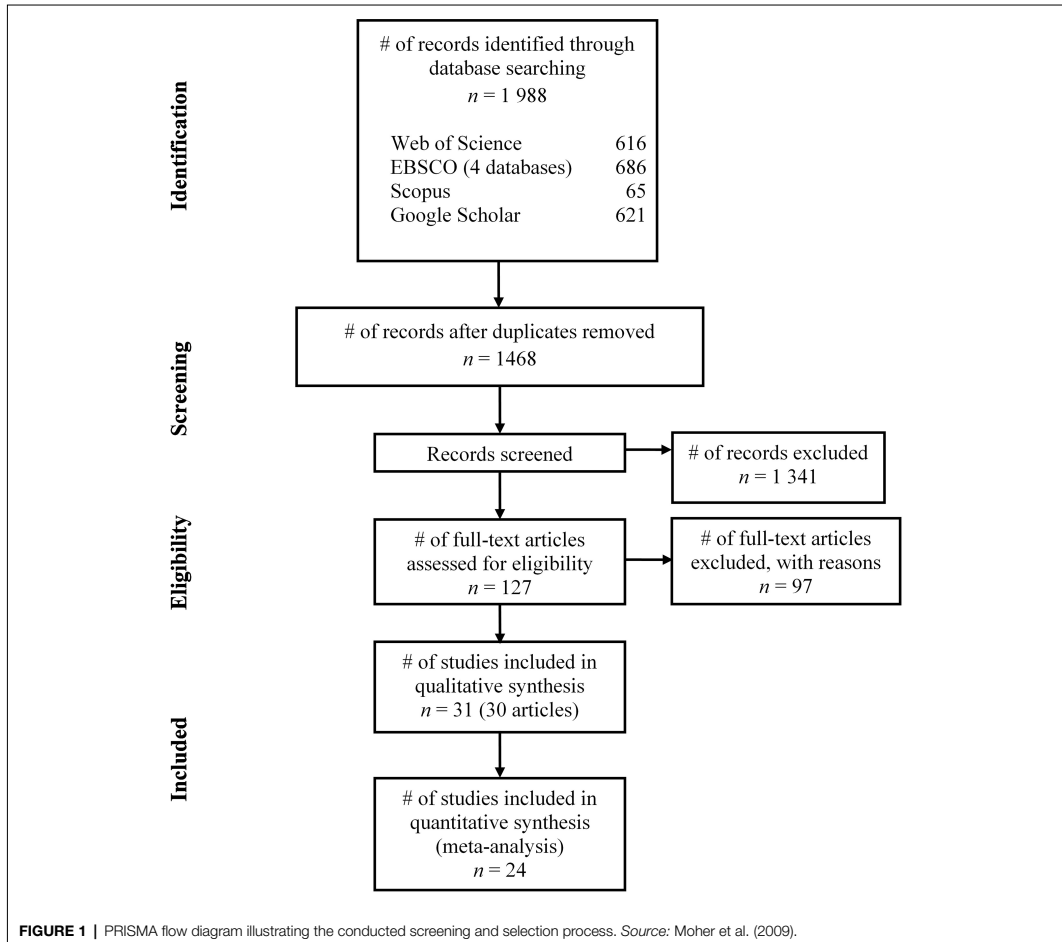 Identification
# of records identified through
database searching
n = 1 988
Web of Science 616
EBSCO (4 databases) 686
Scopus 65
Google Scholar 621
Screening
# of records after duplicates removed
n = 1468
Records screened
# of records excluded
n = 1 341
Eligibility
# of full-text articles
assessed for eligibility
n = 127
# of full-text articles
excluded, with reasons
n = 97
Included
# of studies included in
qualitative synthesis
n = 31 (30 articles)
# of studies included in
quantitative synthesis
(meta-analysis)
n = 24
FIGURE 1 | PRISMA flow diagram illustrating the conducted screening and selection process. Source: Moher et al. (2009).